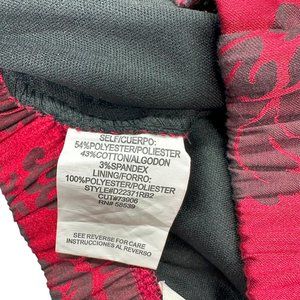 SELF/CUERPO:
54%POLYESTER/POLIESTER
43%COTTON/ALGODON
3%SPANDEX
LINING/FORRO:
100%POLYESTER/POLIESTER
STYLE#D22371RB2
CUT#73906
RN# 58539
SEE REVERSE FOR CARE
INSTRUCCIONES AL REVERSO